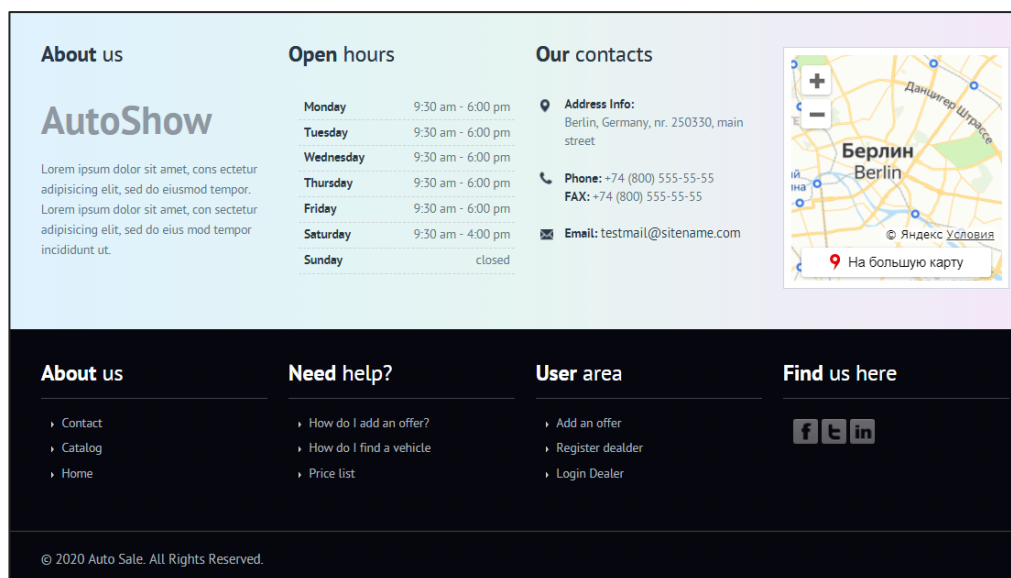 About us
AutoShow
Lorem ipsum dolor sit amet, cons ectetur
adipisicing elit, sed do eiusmod tempor.
Lorem ipsum dolor sit amet, con sectetur
adipisicing elit, sed do eius mod tempor
incididunt ut.
Open hours
Monday 9:30 am - 6:00 pm
Tuesday 9:30 am - 6:00 pm
Wednesday 9:30 am - 6:00 pm
Thursday 9:30 am - 6:00 pm
Friday 9:30 am - 6:00 pm
Saturday 9:30 am - 4:00 pm
Sunday closed
Our contacts
Address Info:
Berlin, Germany, nr. 250330, main
street
Phone: +74 (800) 555-55-55
FAX: +74 (800) 555-55-55
Email: testmail@sitename.com
Данцигер Штрассе
Берлин
Berlin
© Яндекс Условия
На большую карту
About us
Contact
Catalog
Home
Need help?
How do I add an offer?
How do I find a vehicle
Price list
User area
Add an offer
Register dealder
Login Dealer
Find us here
© 2020 Auto Sale. All Rights Reserved.